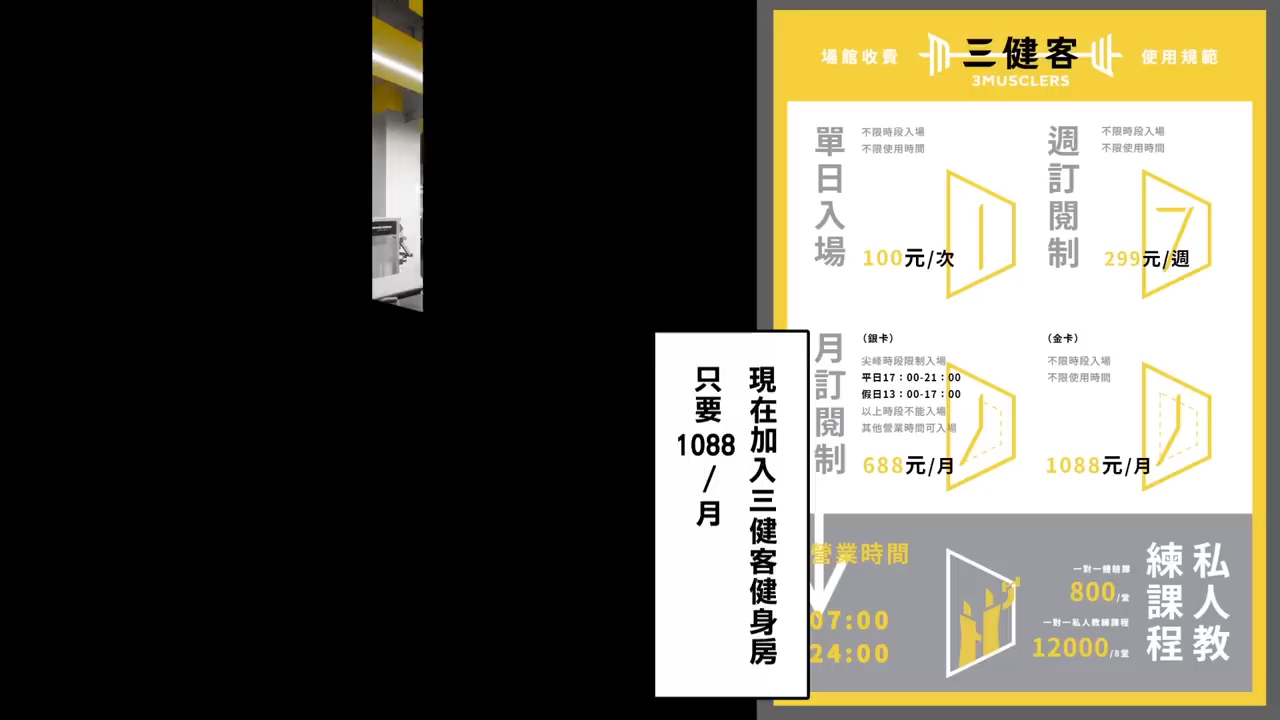 場館收費
三健客
3MUSCLERS
使用規範
單日入場
不限時段入場
不限使用時間
100元/次
週訂閱制
不限時段入場
不限使用時間
299元/週
月訂閱制
(銀卡)
尖峰時段限制入場
平日17：00-21：00
假日13：00-17：00
以上時段不能入場
其他營業時間可入場
688元/月
(金卡)
不限時段入場
不限使用時間
1088元/月
現在加入三健客健身房
只要1088/月
營業時間
07:00
24:00
私人教練課程
一對一體驗課
800/堂
一對一私人教練課程
12000/8堂